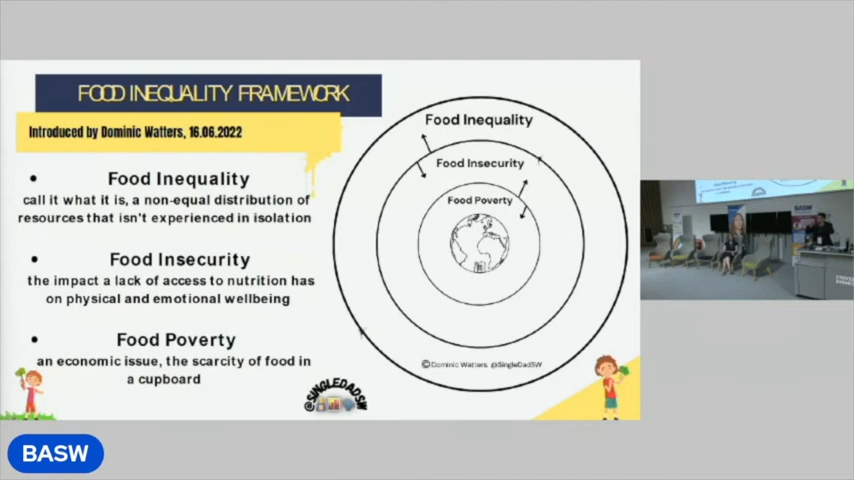 FOOD INEQUALITY FRAMEWORK
Introduced by Dominic Watters, 16.06.2022
Food Inequality
call it what it is, a non-equal distribution of
resources that isn't experienced in isolation
Food Insecurity
the impact a lack of access to nutrition has
on physical and emotional wellbeing
Food Poverty
an economic issue, the scarcity of food in
a cupboard
@SINGLEDADSW
Food Inequality
Food Insecurity
Food Poverty
©Dominic Watters, @SingleDadSW
BASW
BASW